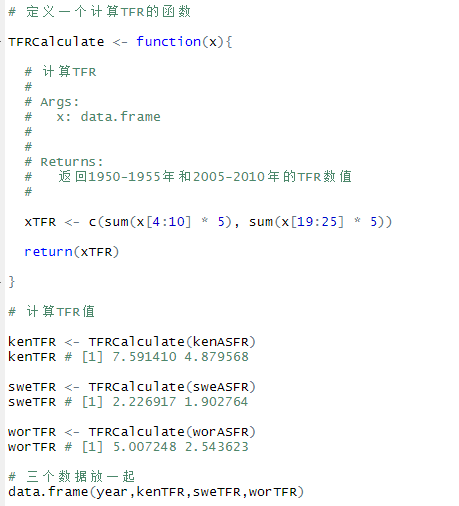 # 定义一个计算TFR的函数
TFRCalculate <- function(x){
# 计算TFR
#
# Args:
#   x: data.frame
#
#
# Returns:
#   返回1950-1955年和2005-2010年的TFR数值
#
xTFR <- c(sum(x[4:10] * 5), sum(x[19:25] * 5))
return(xTFR)
}
# 计算TFR值
kenTFR <- TFRCalculate(kenASFR)
kenTFR # [1] 7.591410 4.879568
sweTFR <- TFRCalculate(sweASFR)
sweTFR # [1] 2.226917 1.902764
worTFR <- TFRCalculate(worASFR)
worTFR # [1] 5.007248 2.543623
# 三个数据放一起
data.frame(year,kenTFR,sweTFR,worTFR)